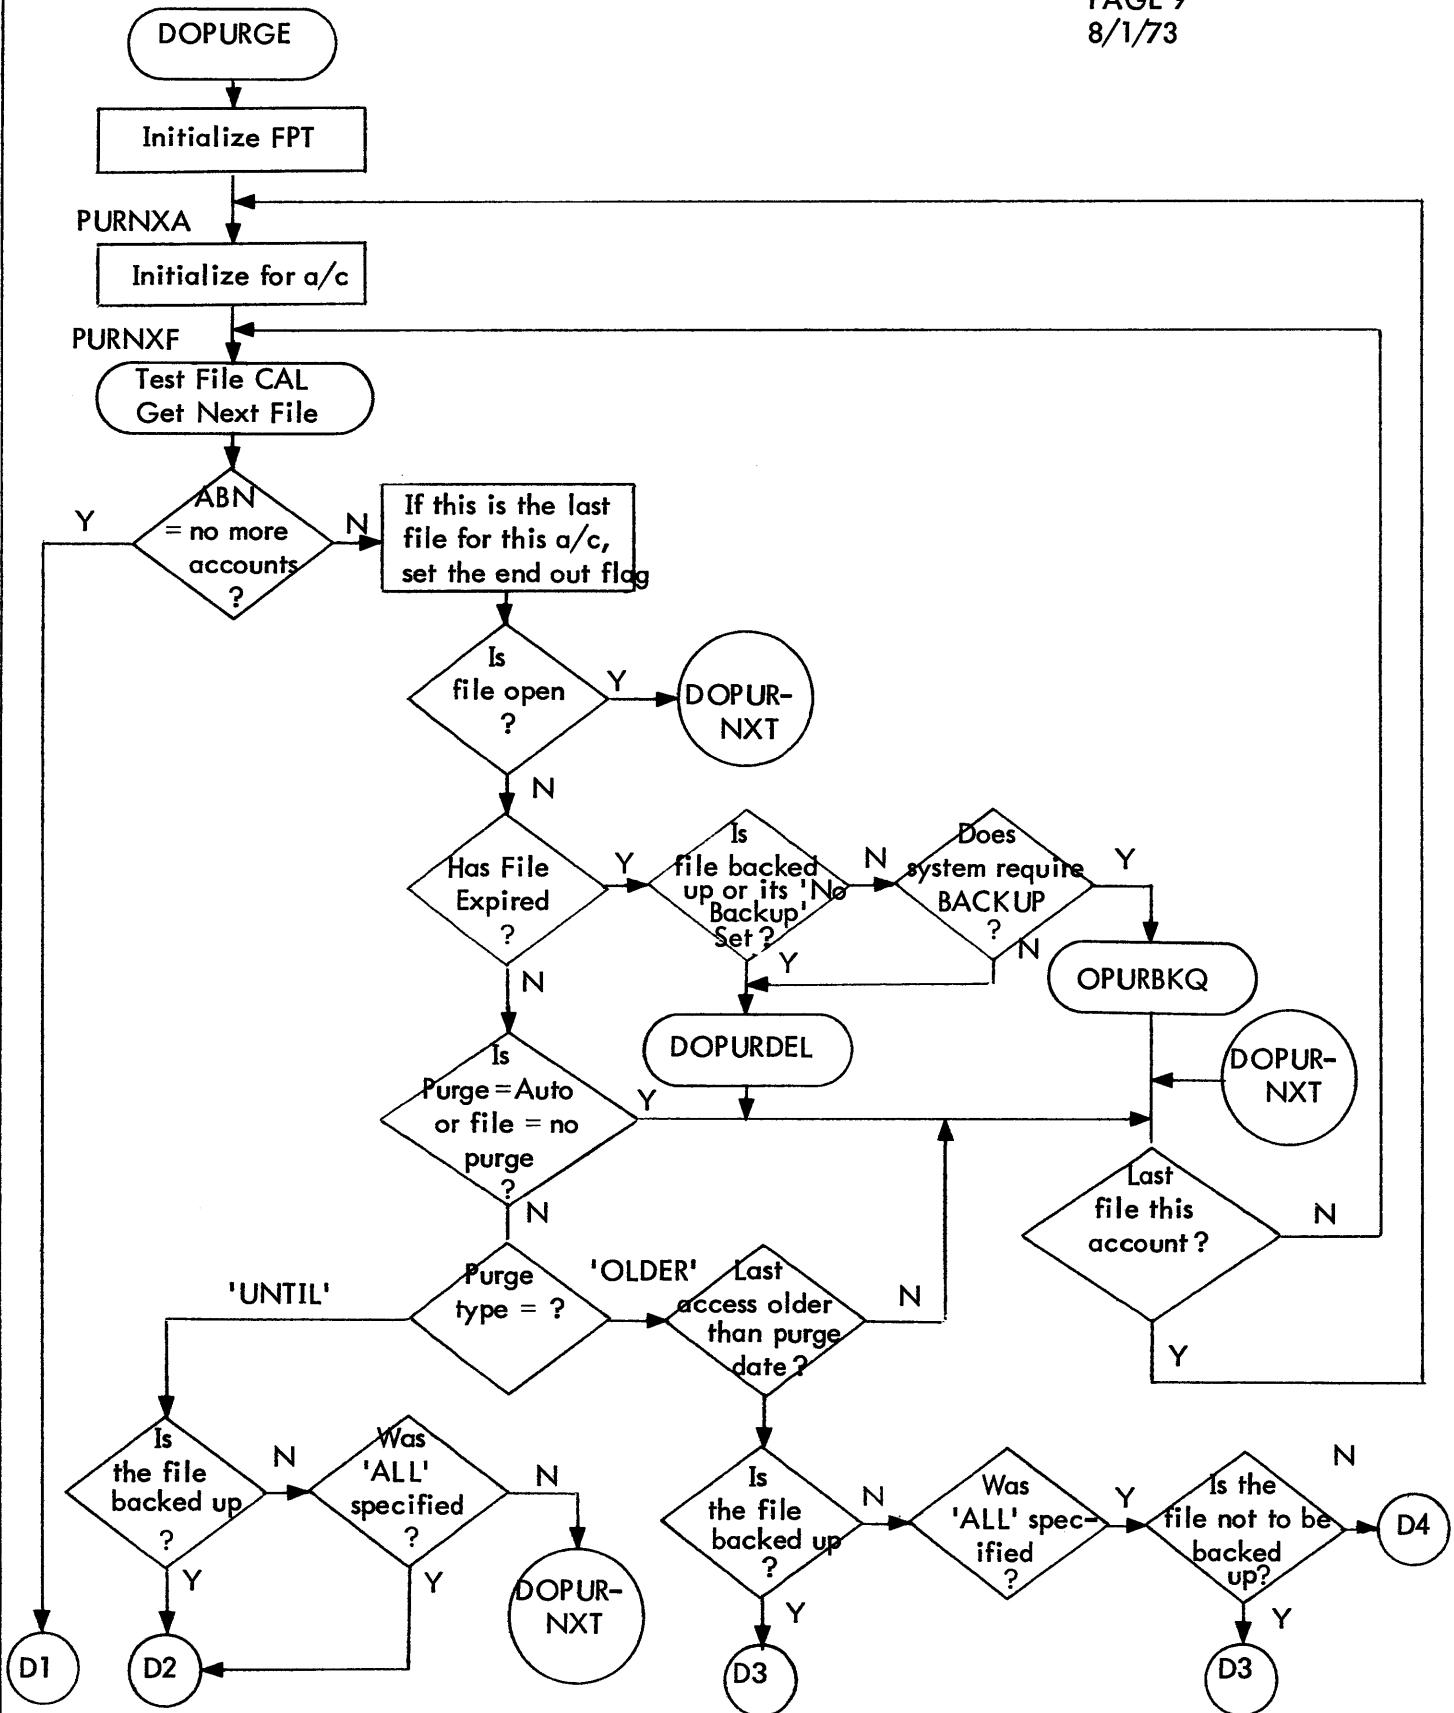 PAGE 9
8/1/73
DOPURGE
Initialize FPT
PURNXA
Initialize for a/c
PURNXF
Test File CAL
Get Next File
ABN
= no more
accounts
?
Y
N
If this is the last
file for this a/c,
set the end out flag
Is
file open
?
Y
DOPUR-
NXT
N
Has File
Expired
?
Y
Is
file backed
up or its 'No
Backup'
Set?
N
Does
system require
BACKUP
?
Y
N
Y
N
OPURBKQ
DOPURDEL
DOPUR-
NXT
Is
Purge=Auto
or file = no
purge
?
Y
N
Last
file this
account?
N
Y
Purge
type = ?
'UNTIL'
'OLDER'
Last
access older
than purge
date?
N
Is
the file
backed up
?
N
Was
'ALL'
specified
?
N
Y
Y
DOPUR-
NXT
Is
the file
backed up
?
N
Was
'ALL' spec-
ified
?
Y
Is the
file not to be
backed
up?
N
D4
Y
Y
D1
D2
D3
D3